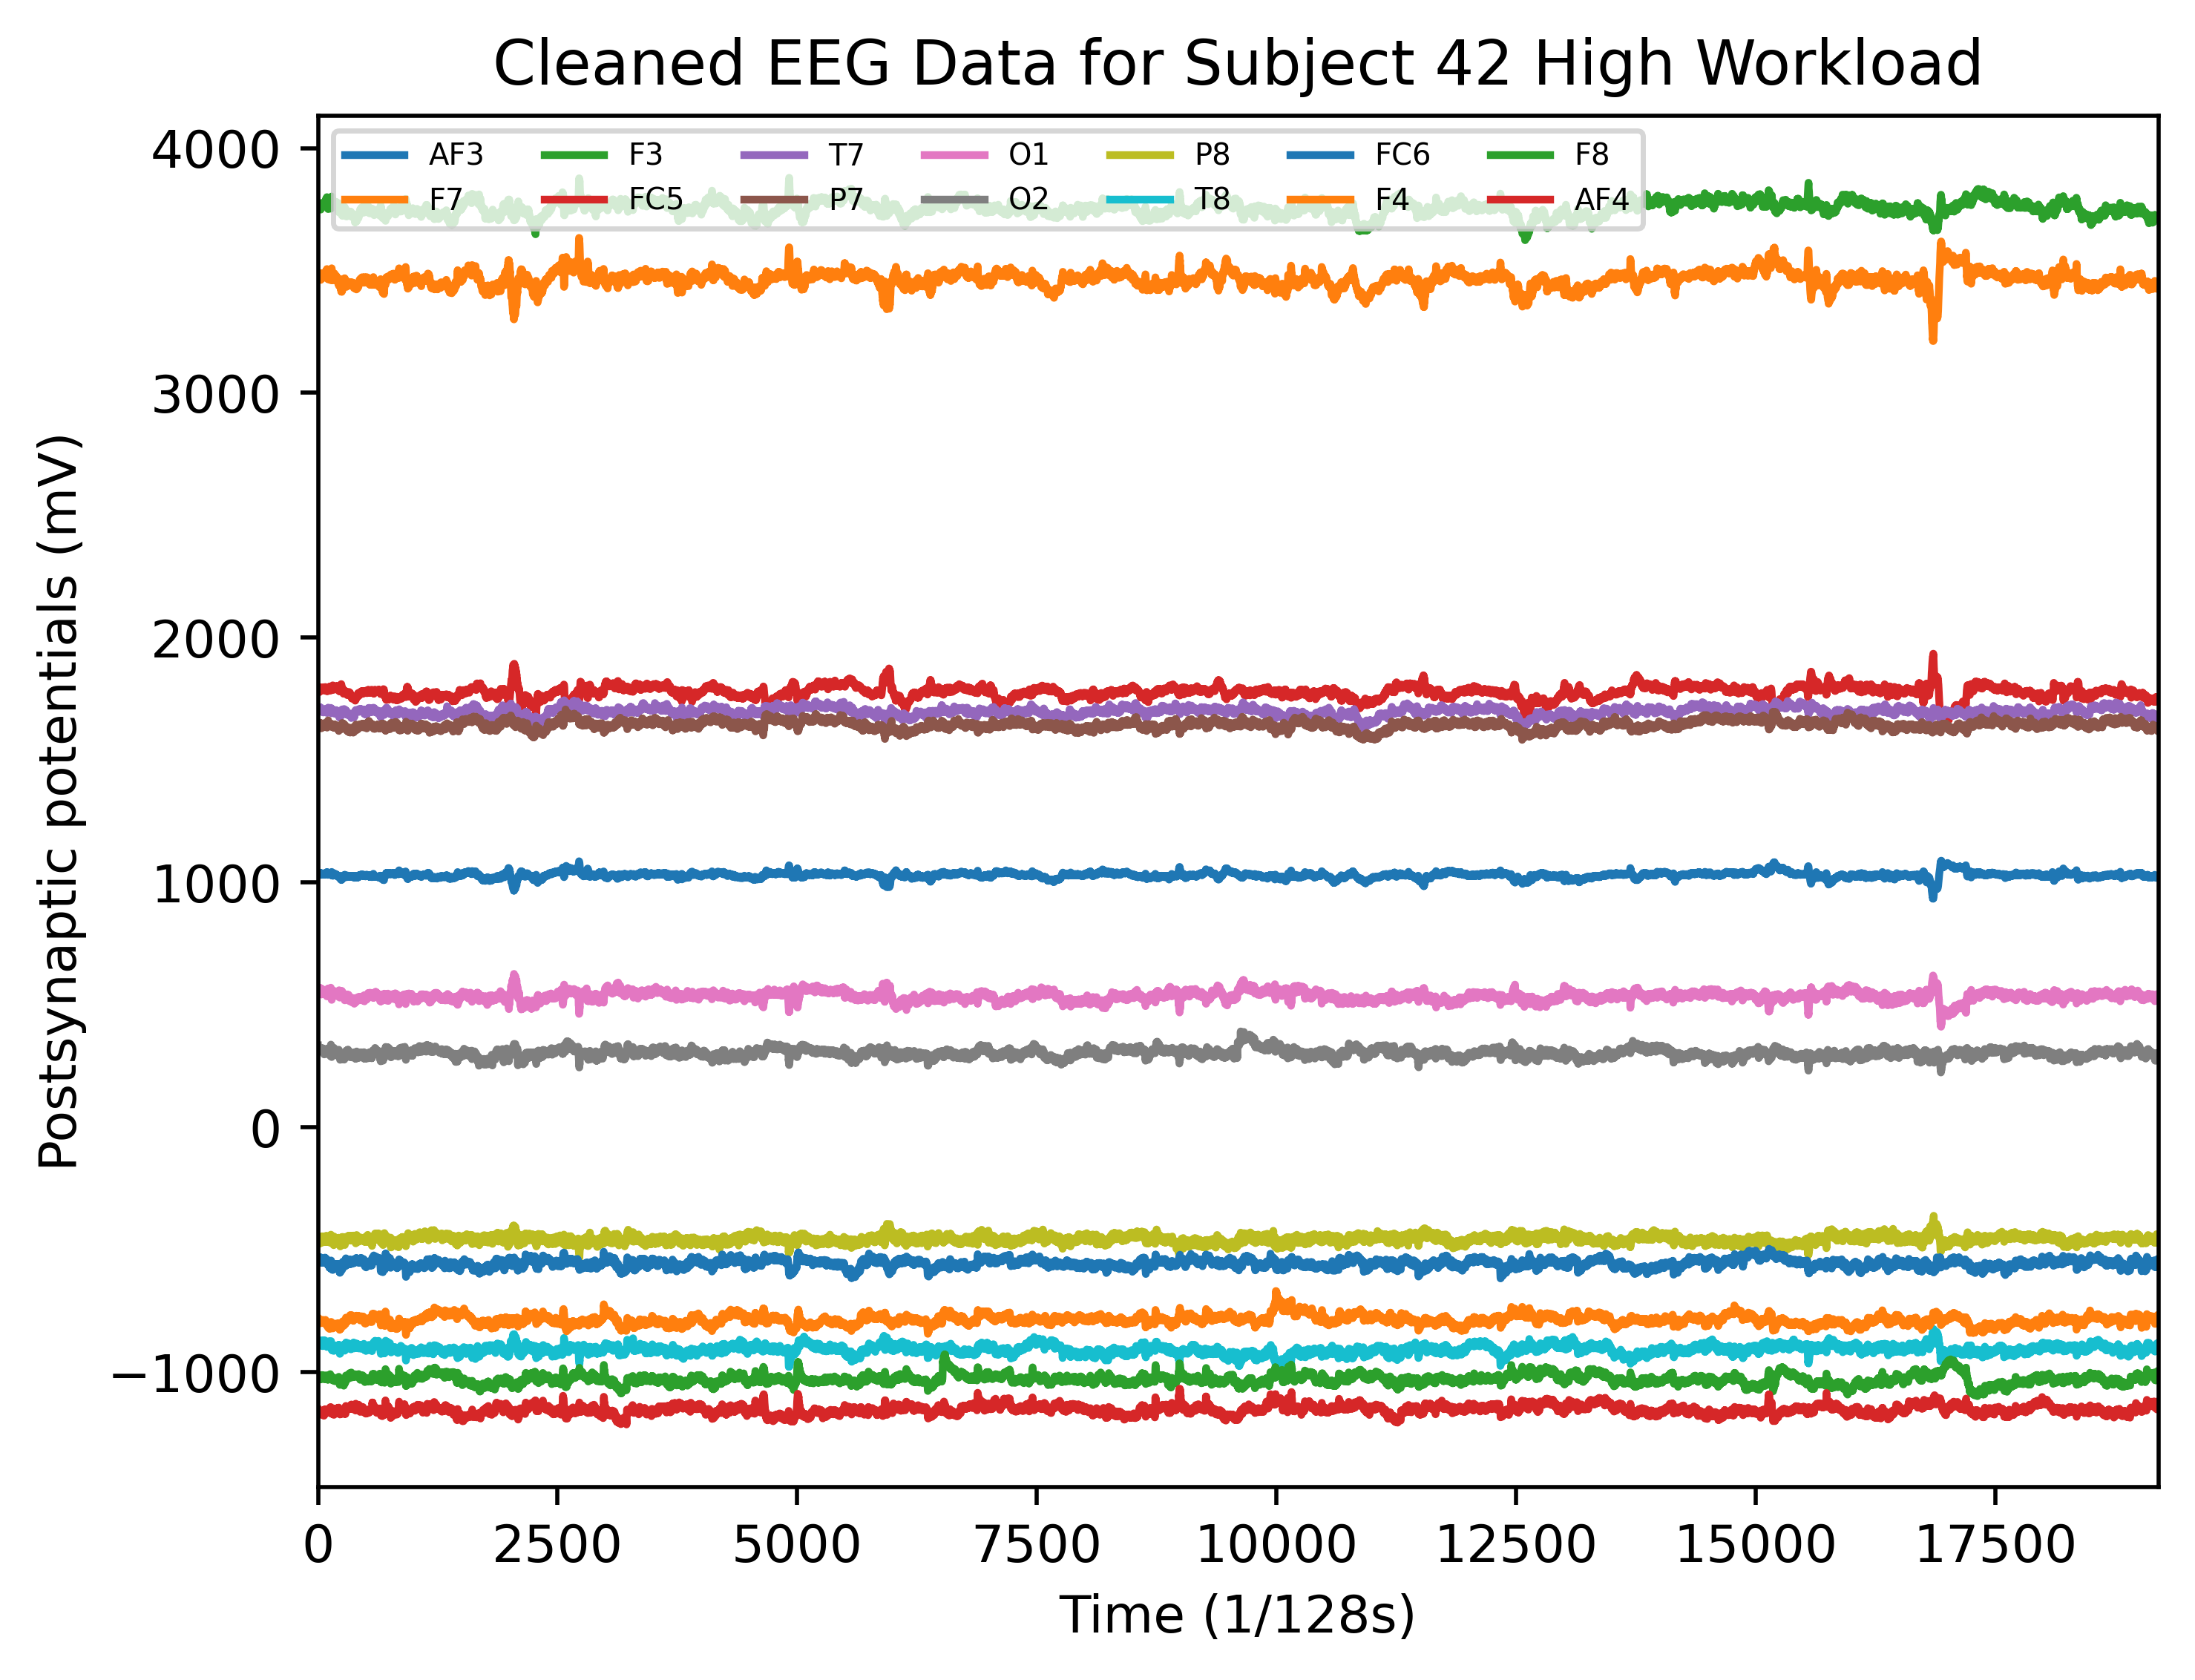 Cleaned EEG Data for Subject 42 High Workload
AF3 F3 T7 O1 P8 FC6 F8
F7 FC5 P7 O2 T8 F4 AF4
Postsynaptic potentials (mV)
4000
3000
2000
1000
0
−1000
0 2500 5000 7500 10000 12500 15000 17500
Time (1/128s)